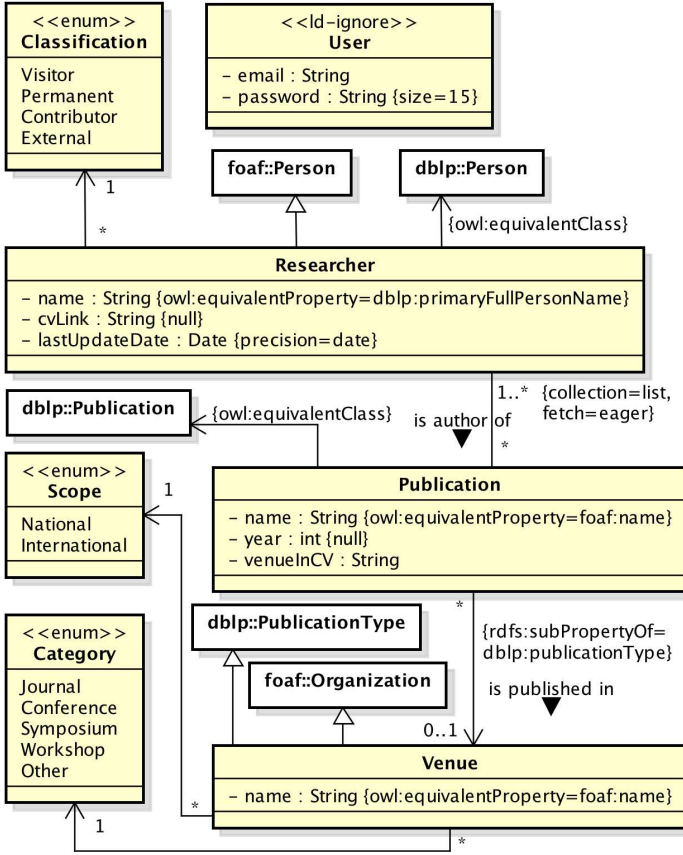 <<enum>>
Classification
Visitor
Permanent
Contributor
External
<<ld-ignore>>
User
- email : String
- password : String {size=15}
foaf::Person
dblp::Person
1
*
{owl:equivalentClass}
Researcher
- name : String {owl:equivalentProperty=dblp:primaryFullPersonName}
- cvLink : String {null}
- lastUpdateDate : Date {precision=date}
dblp::Publication
{owl:equivalentClass}
1..* {collection=list,
fetch=eager}
is author of
*
<<enum>>
Scope
National
International
1
Publication
- name : String {owl:equivalentProperty=foaf:name}
- year : int {null}
- venueInCV : String
<<enum>>
Category
Journal
Conference
Symposium
Workshop
Other
dblp::PublicationType
foaf::Organization
*
{rdfs:subPropertyOf=
dblp:publicationType}
is published in
0..1
Venue
- name : String {owl:equivalentProperty=foaf:name}
*
1
*